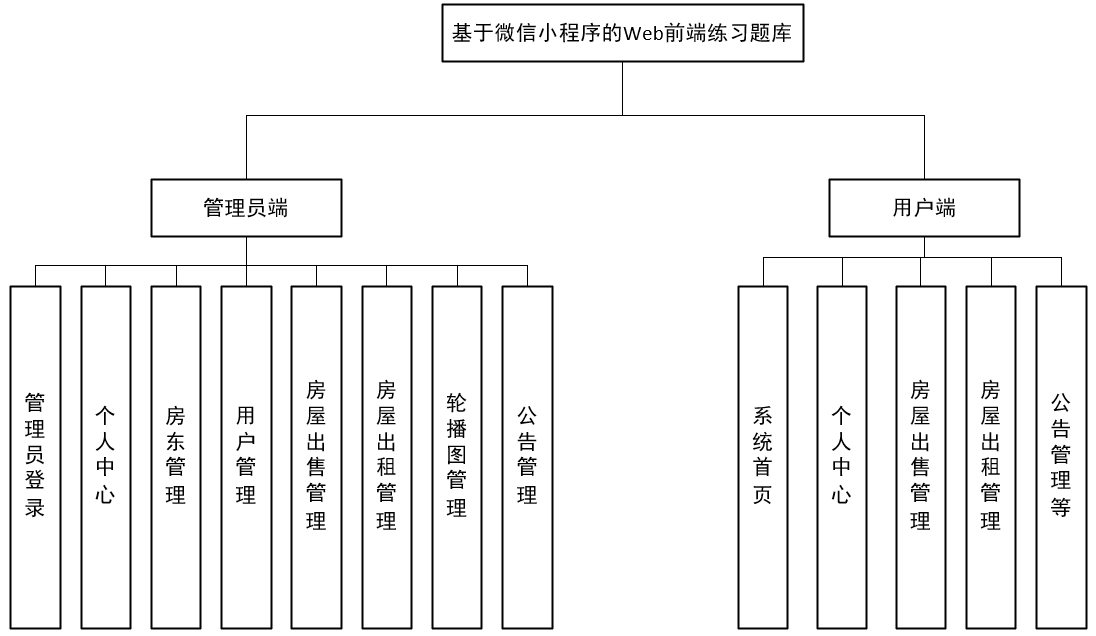 基于微信小程序的Web前端练习题库
管理员端
用户端
管理员登录
个人中心
房东管理
用户管理
房屋出售管理
房屋出租管理
轮播图管理
公告管理
系统首页
个人中心
房屋出售管理
房屋出租管理
公告管理等